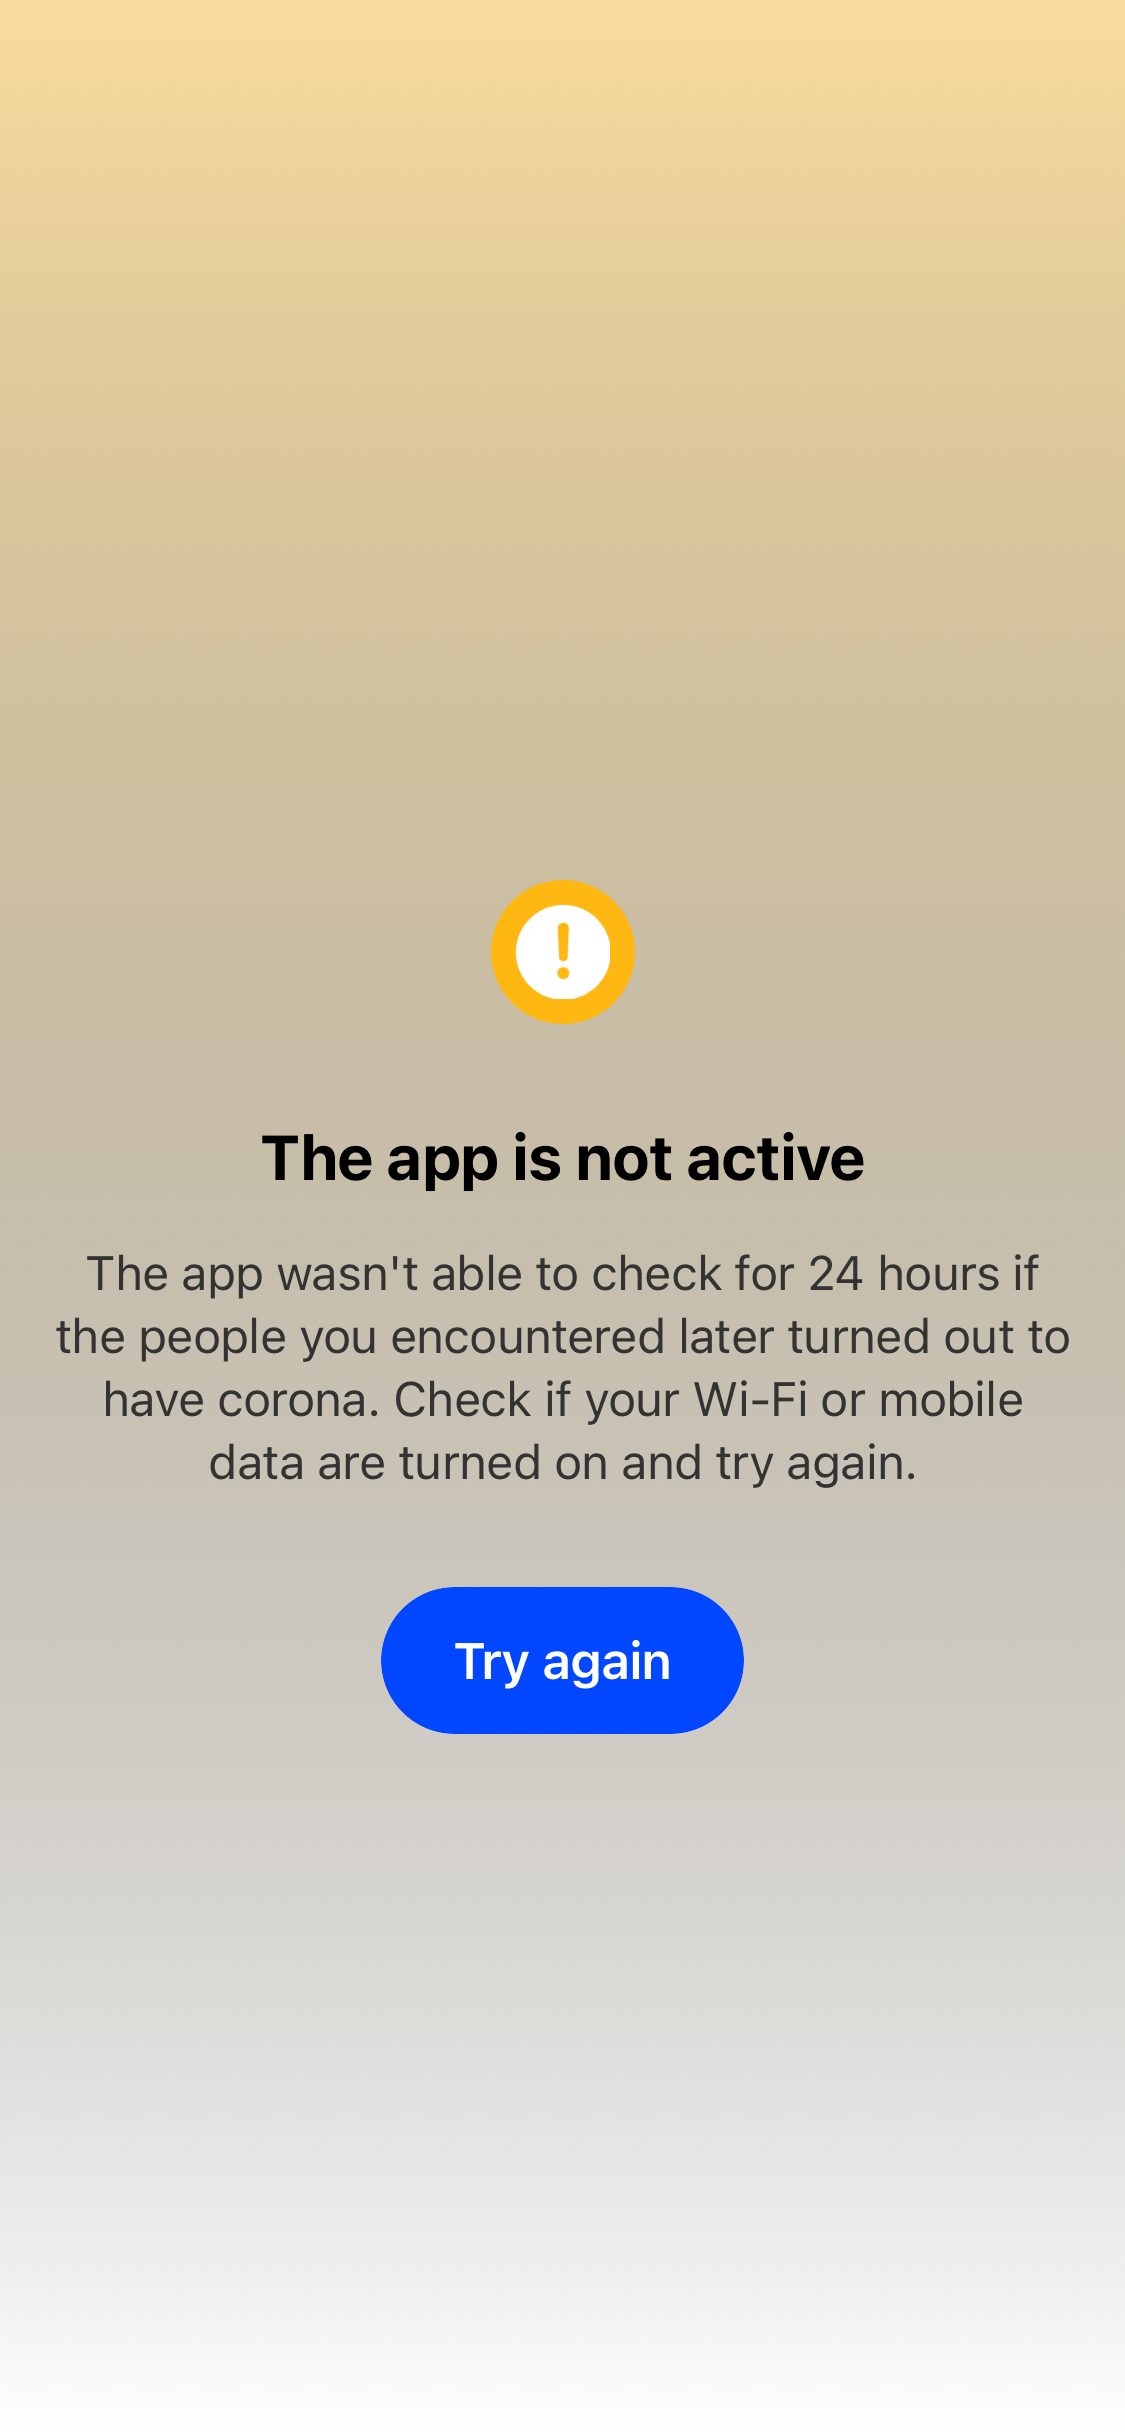 The app is not active
The app wasn't able to check for 24 hours if
the people you encountered later turned out to
have corona. Check if your Wi-Fi or mobile
data are turned on and try again.
Try again